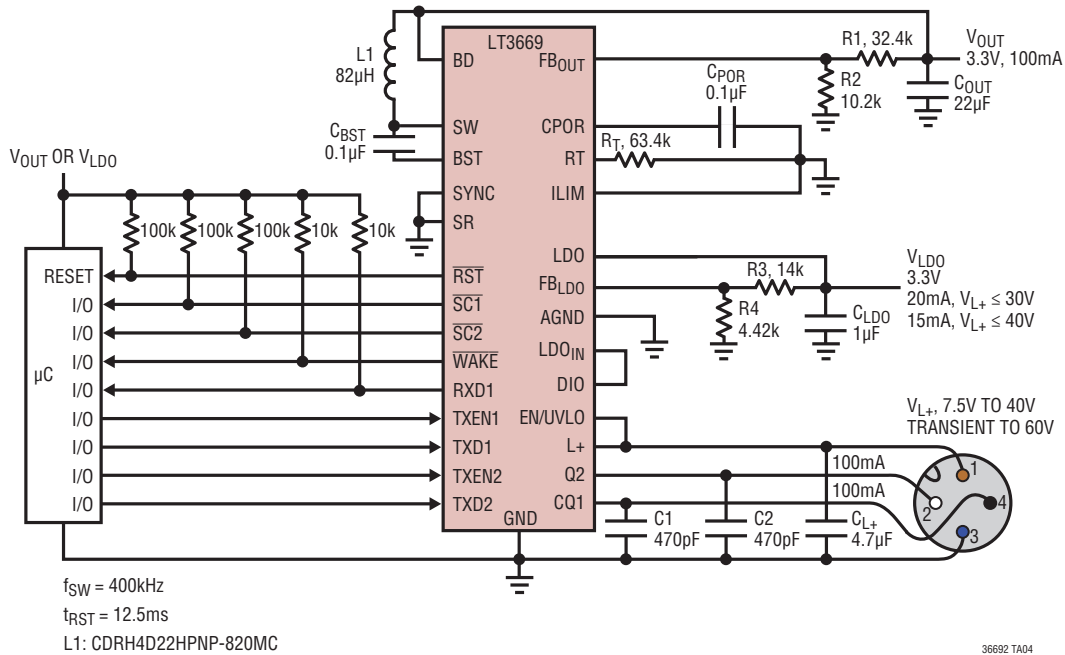 LT3669
L1
82µH
BD
FBOUT
R1, 32.4k
VOUT
3.3V, 100mA
R2
10.2k
COUT
22µF
CPOR
0.1µF
SW
CPOR
CBST
0.1µF
BST
RT, 63.4k
RT
VOUT OR VLDO
SYNC
ILIM
SR
100k
100k
100k
10k
10k
LDO
VLDO
3.3V
20mA, VL+ ≤ 30V
15mA, VL+ ≤ 40V
R3, 14k
RESET
RST
FBLDO
R4
4.42k
CLDO
1µF
I/O
SC1
AGND
I/O
SC2
LDOIN
µC
I/O
WAKE
DIO
I/O
RXD1
EN/UVLO
VL+, 7.5V TO 40V
TRANSIENT TO 60V
I/O
TXEN1
L+
I/O
TXD1
Q2
100mA
1
I/O
TXEN2
CQ1
100mA
2
4
I/O
TXD2
GND
C1
470pF
C2
470pF
CL+
4.7µF
3
fSW = 400kHz
tRST = 12.5ms
L1: CDRH4D22HPNP-820MC
36692 TA04